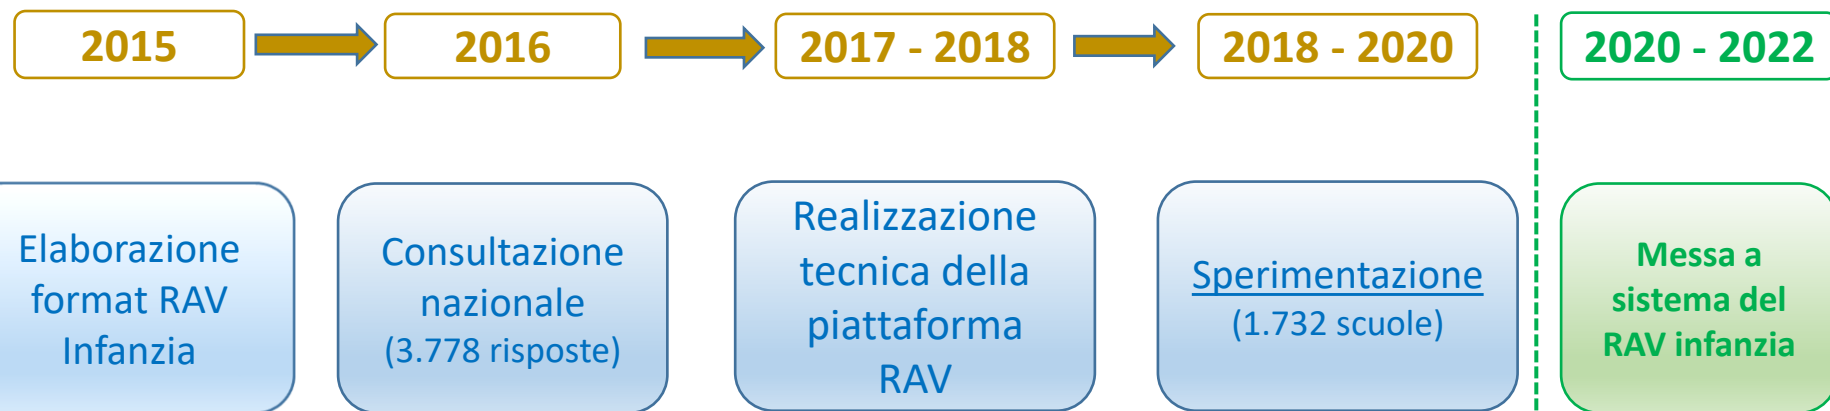 2015
2016
2017 - 2018
2018 - 2020
2020 - 2022
Elaborazione
format RAV
Infanzia
Consultazione
nazionale
(3.778 risposte)
Realizzazione
tecnica della
piattaforma
RAV
Sperimentazione
(1.732 scuole)
Messa a
sistema del
RAV infanzia